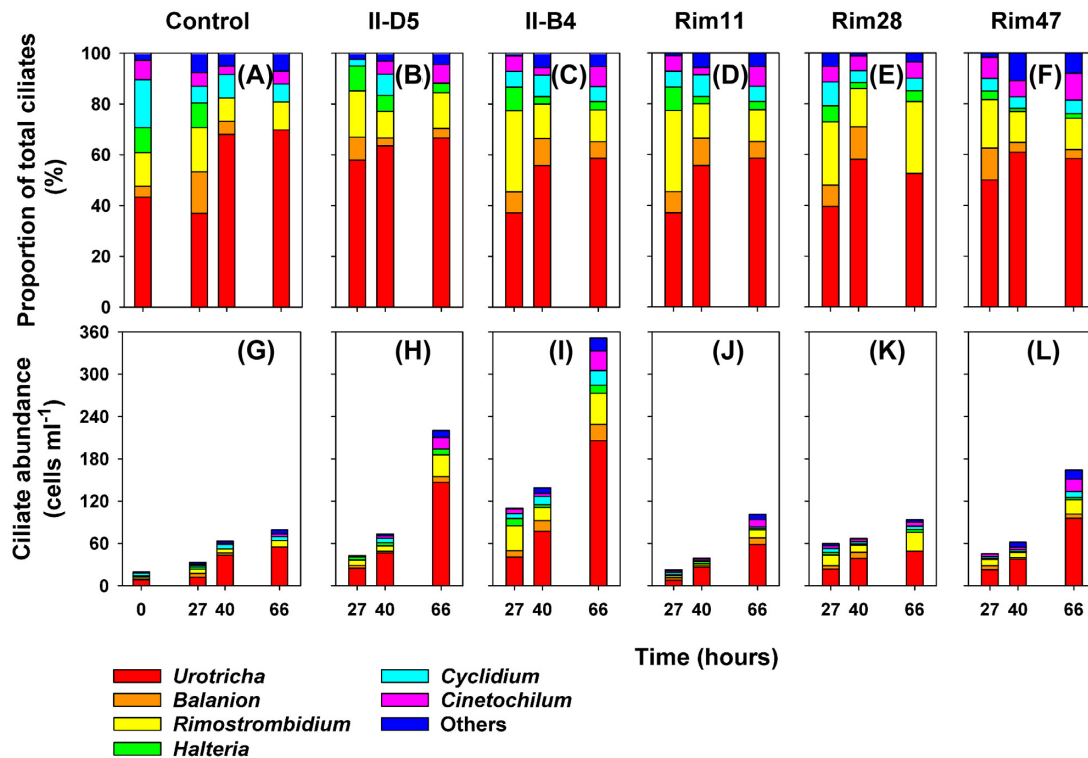 Control II-D5 II-B4 Rim11 Rim28 Rim47
Proportion of total ciliates
(%)
100
80
60
40
20
0
(A) (B) (C) (D) (E) (F)
Ciliate abundance
(cells ml-1)
360
300
240
180
120
60
0
(G) (H) (I) (J) (K) (L)
0 27 40 66 27 40 66 27 40 66 27 40 66 27 40 66 27 40 66
Time (hours)
Urotricha
Balanion
Rimostrombidium
Halteria
Cyclidium
Cinetochilum
Others